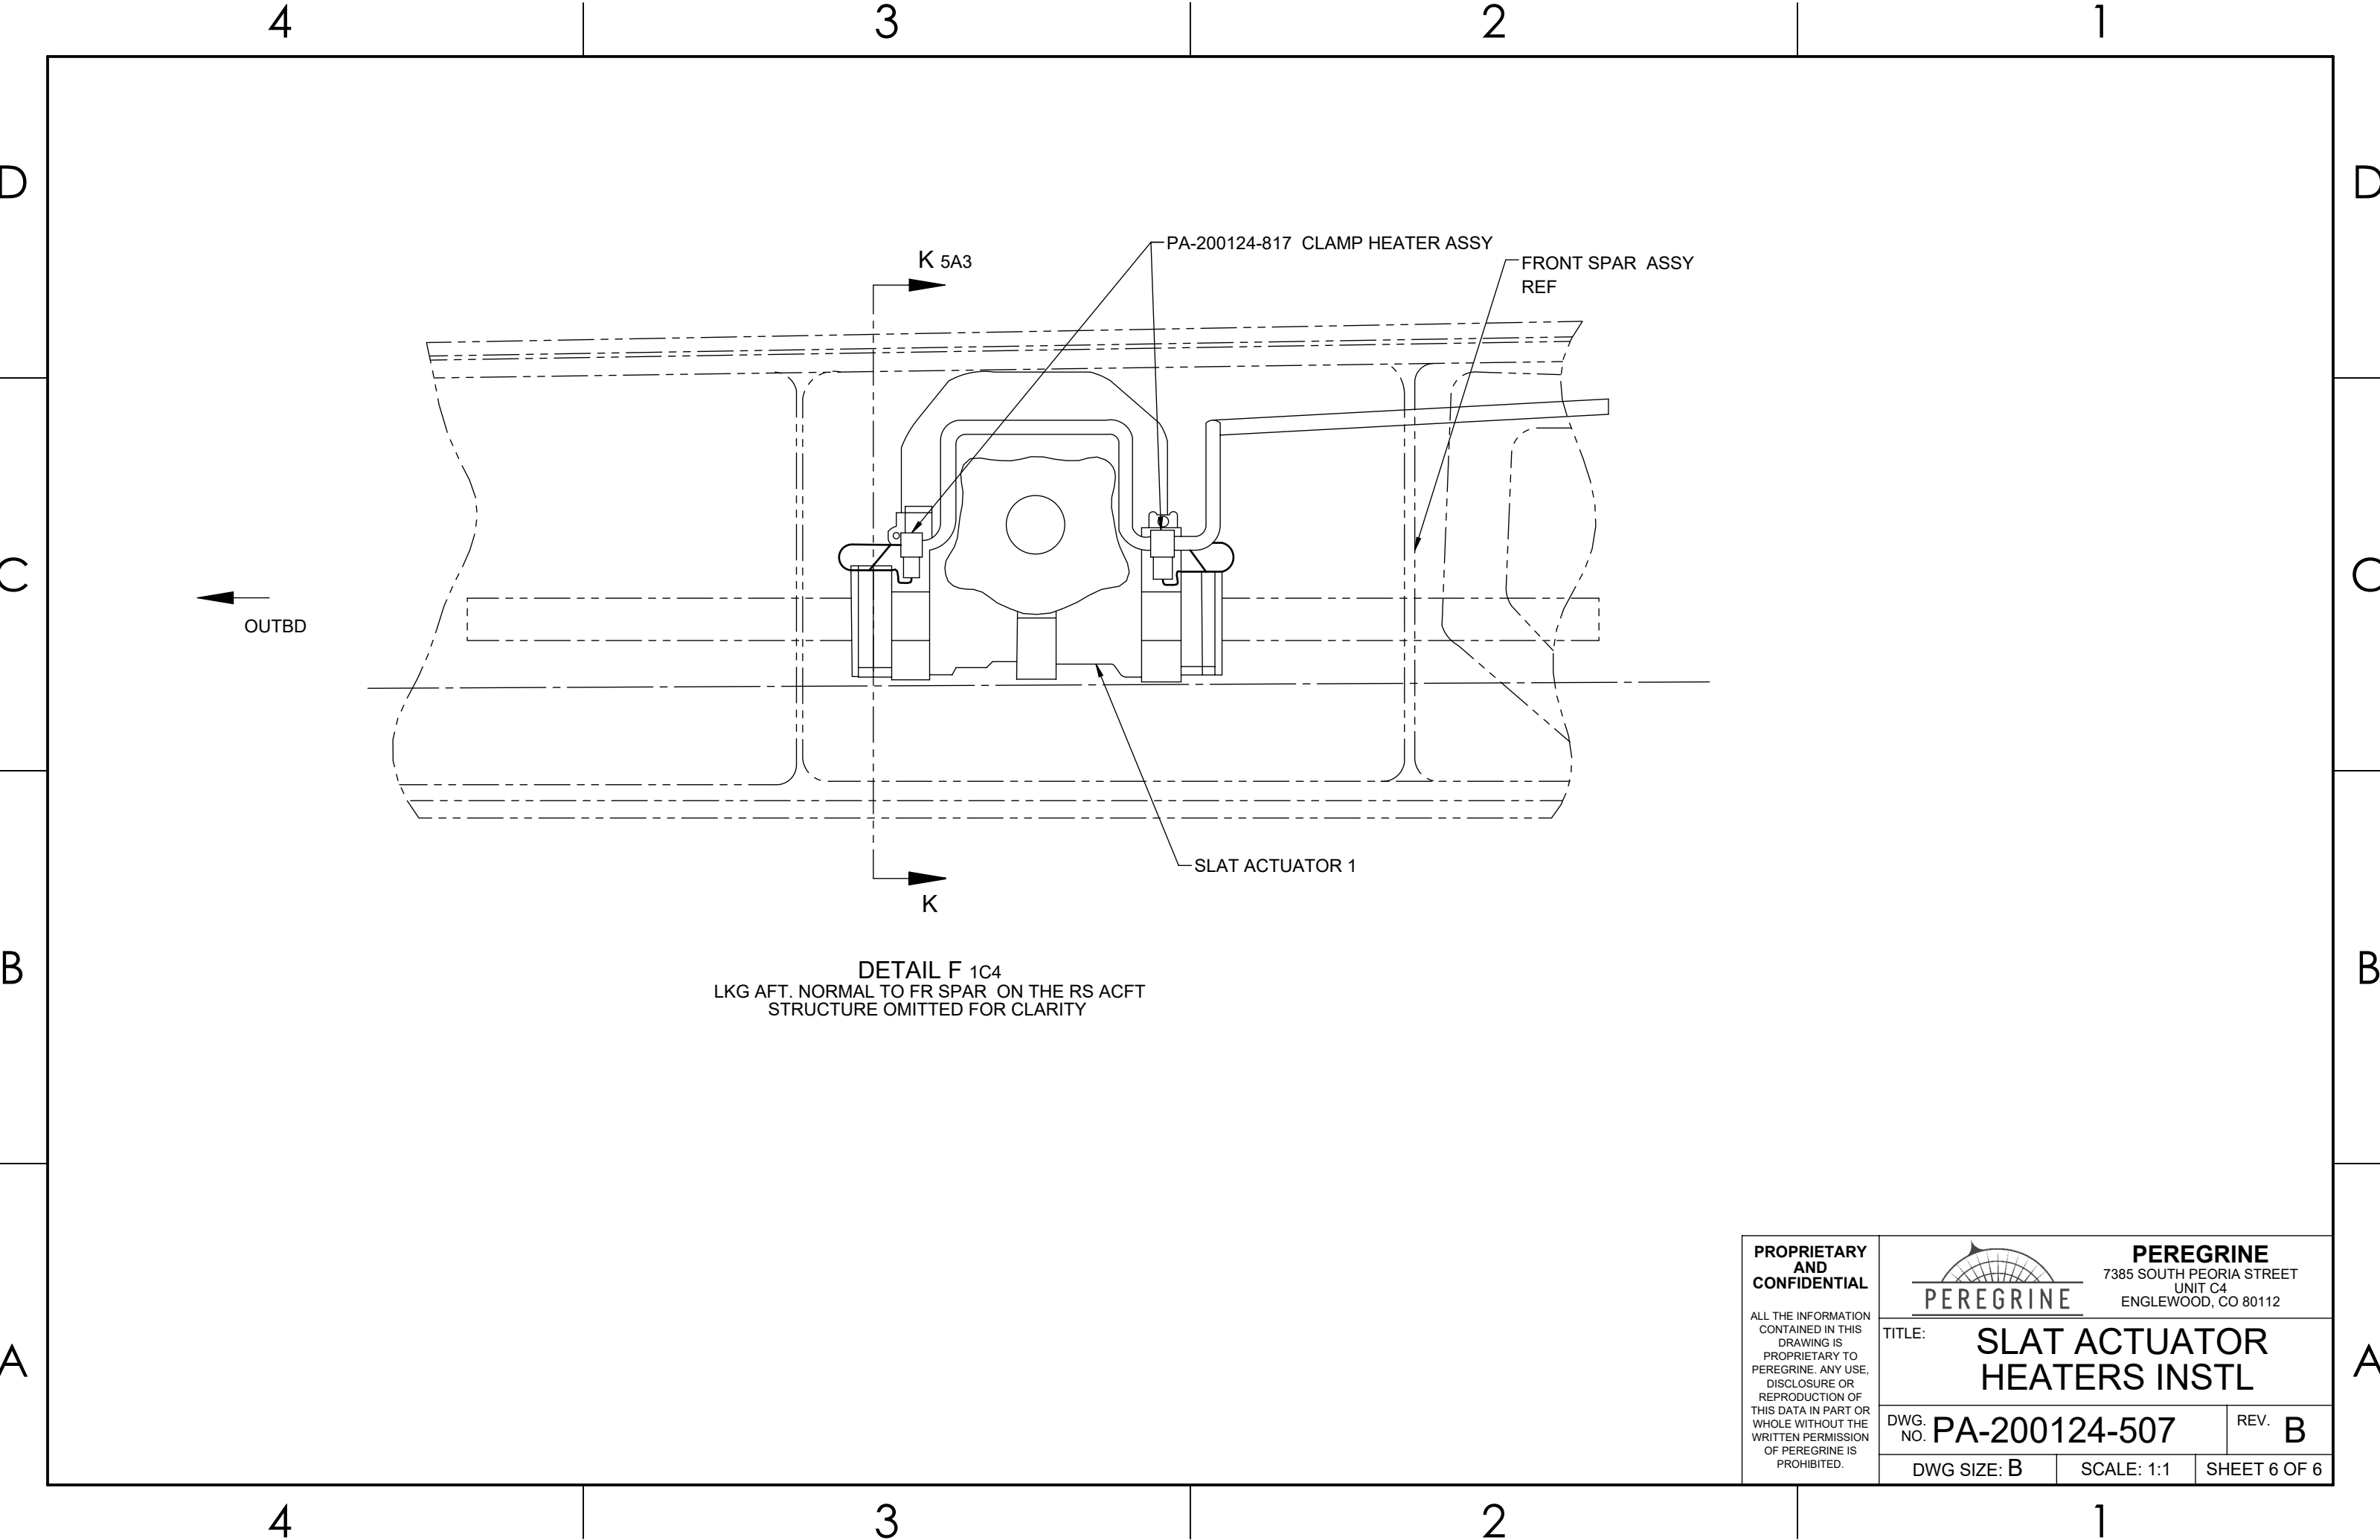 4 3 2 1
D D
K 5A3
PA-200124-817 CLAMP HEATER ASSY
FRONT SPAR ASSY
REF
C C
OUTBD
SLAT ACTUATOR 1
K
B B
DETAIL F 1C4
LKG AFT. NORMAL TO FR SPAR ON THE RS ACFT
STRUCTURE OMITTED FOR CLARITY
A A
PROPRIETARY
AND
CONFIDENTIAL
ALL THE INFORMATION
CONTAINED IN THIS
DRAWING IS
PROPRIETARY TO
PEREGRINE. ANY USE,
DISCLOSURE OR
REPRODUCTION OF
THIS DATA IN PART OR
WHOLE WITHOUT THE
WRITTEN PERMISSION
OF PEREGRINE IS
PROHIBITED.
PEREGRINE
PEREGRINE
7385 SOUTH PEORIA STREET
UNIT C4
ENGLEWOOD, CO 80112
TITLE:
SLAT ACTUATOR
HEATERS INSTL
DWG.
NO. PA-200124-507
REV. B
DWG SIZE: B
SCALE: 1:1
SHEET 6 OF 6
4 3 2 1